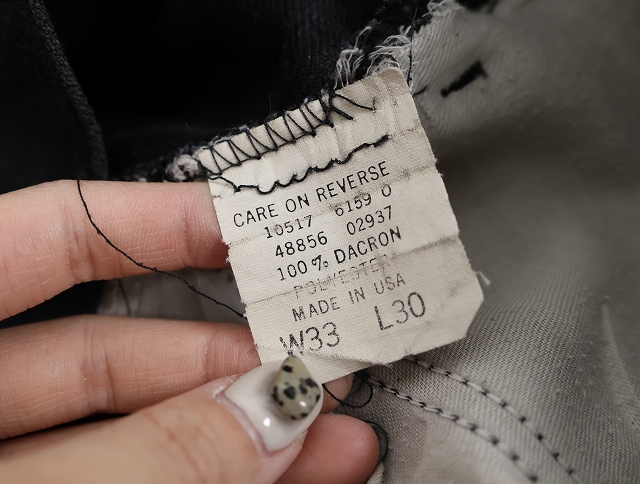 CARE ON REVERSE
10517 6159 0
48856 02937
100% DACRON
POLYESTER
MADE IN USA
W33 L30